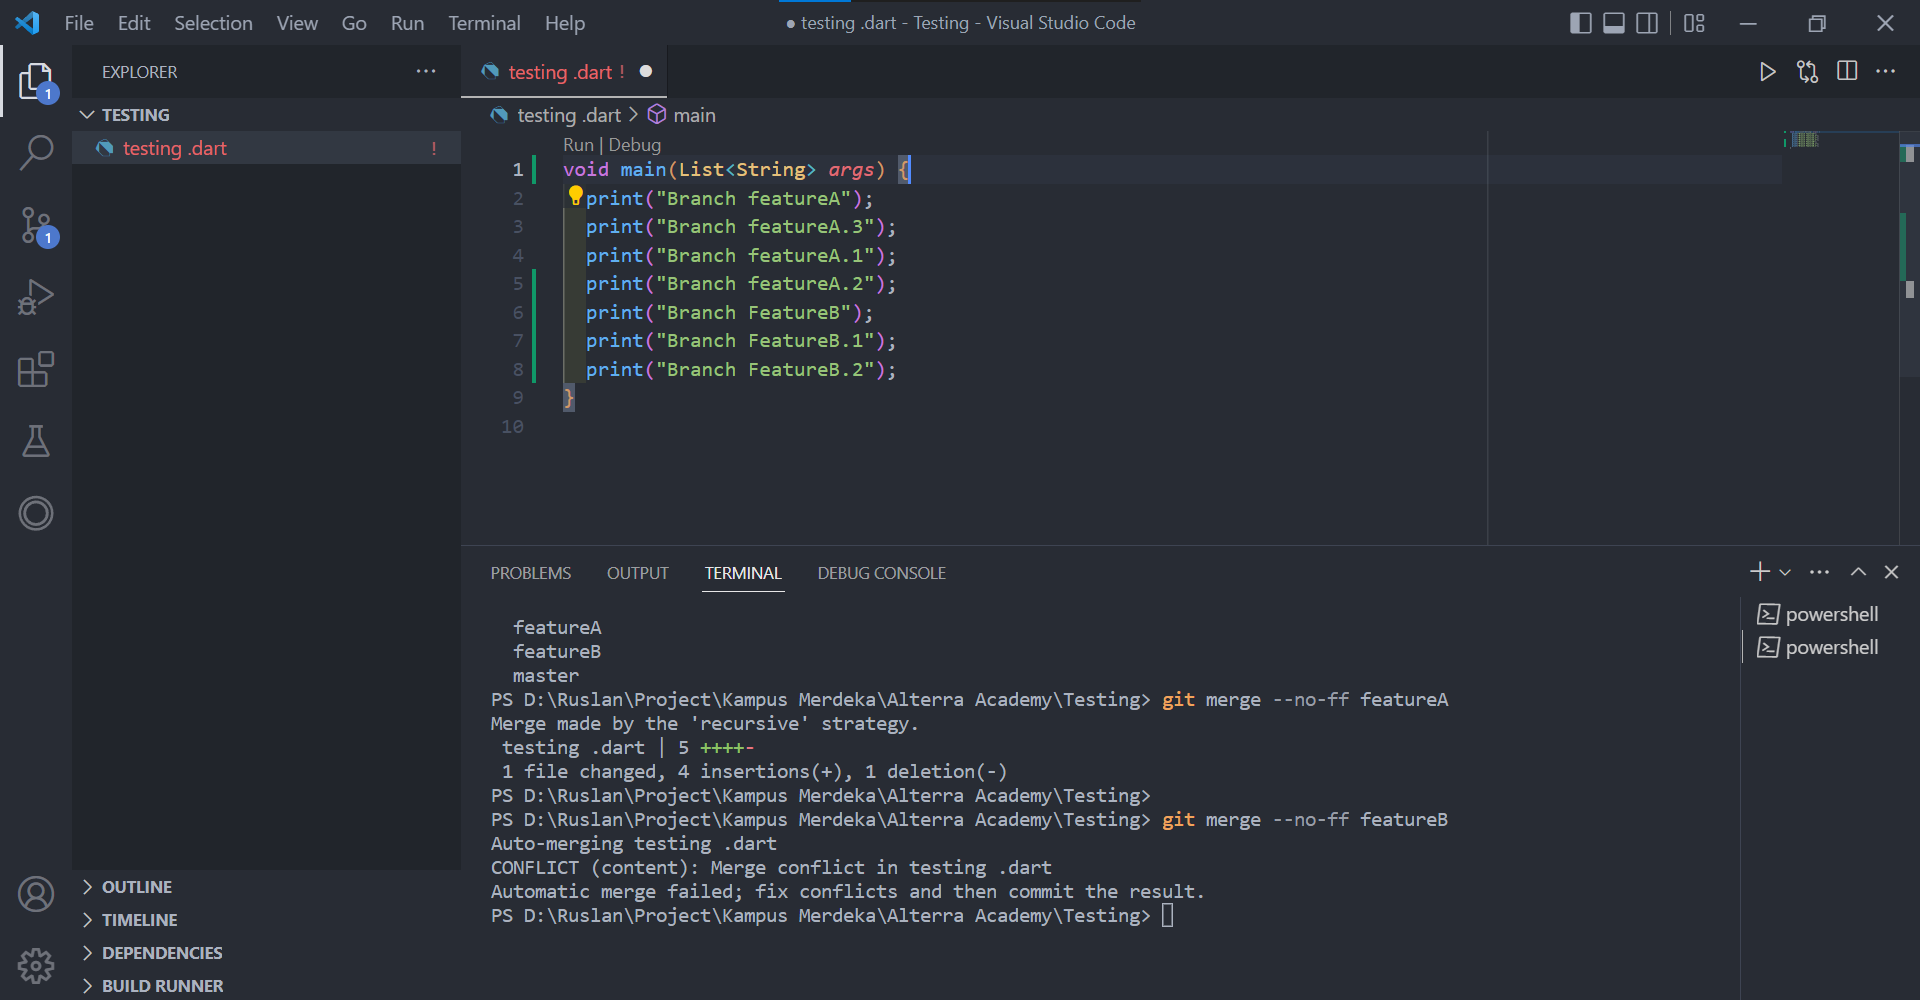 File Edit Selection View Go Run Terminal Help
● testing .dart - Testing - Visual Studio Code
EXPLORER
TESTING
testing .dart !
1
1
testing .dart !
testing .dart > main
Run | Debug
1 void main(List<String> args) {
2 print("Branch featureA");
3 print("Branch featureA.3");
4 print("Branch featureA.1");
5 print("Branch featureA.2");
6 print("Branch FeatureB");
7 print("Branch FeatureB.1");
8 print("Branch FeatureB.2");
9 }
10
PROBLEMS OUTPUT TERMINAL DEBUG CONSOLE
featureA
featureB
master
PS D:\Ruslan\Project\Kampus Merdeka\Alterra Academy\Testing> git merge --no-ff featureA
Merge made by the 'recursive' strategy.
testing .dart | 5 ++++-
1 file changed, 4 insertions(+), 1 deletion(-)
PS D:\Ruslan\Project\Kampus Merdeka\Alterra Academy\Testing>
PS D:\Ruslan\Project\Kampus Merdeka\Alterra Academy\Testing> git merge --no-ff featureB
Auto-merging testing .dart
CONFLICT (content): Merge conflict in testing .dart
Automatic merge failed; fix conflicts and then commit the result.
PS D:\Ruslan\Project\Kampus Merdeka\Alterra Academy\Testing>
powershell
powershell
OUTLINE
TIMELINE
DEPENDENCIES
BUILD RUNNER